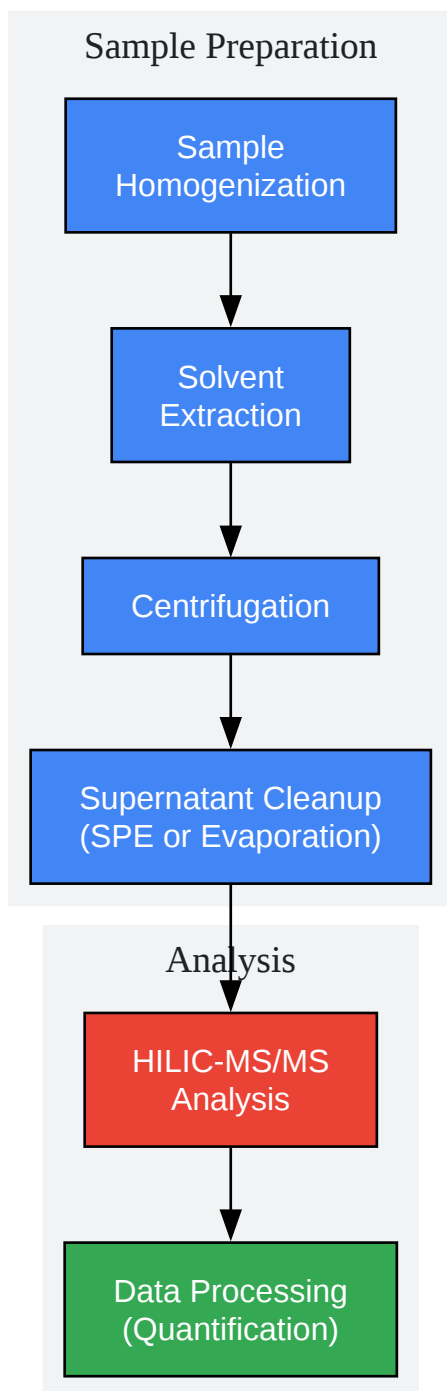 Sample Preparation
Sample
Homogenization
Solvent
Extraction
Centrifugation
Supernatant Cleanup
(SPE or Evaporation)
Analysis
HILIC-MS/MS
Analysis
Data Processing
(Quantification)